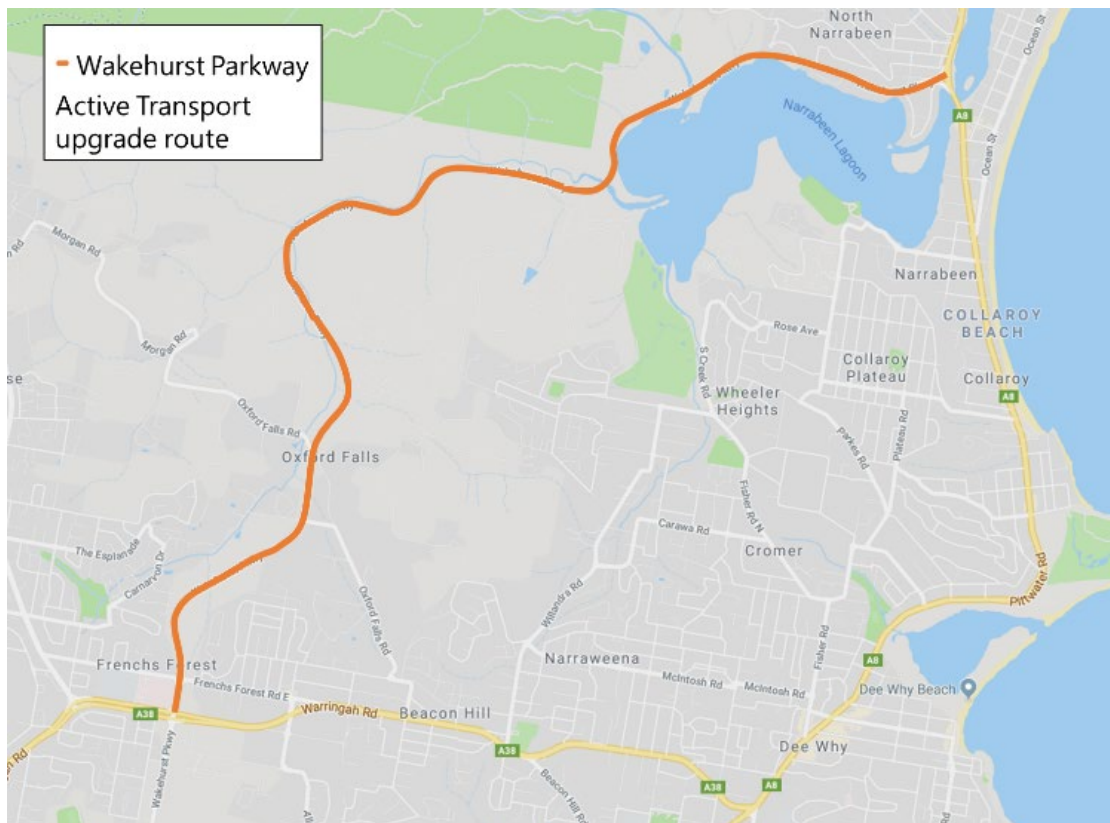 Wakehurst Parkway
Active Transport
upgrade route
North
Narrabeen
Ocean St
Narrabeen Lagoon
A8
Ocean St
Morgan Rd
Narrabeen
COLLAROY
BEACH
Rose Ave
Morgan Rd
S Creek Rd
Collaroy
Plateau
Collaroy
Wheeler
Heights
A8
Oxford Falls Rd
Plateau Rd
Parkes Rd
Oxford Falls
Fisher Rd N
Carawa Rd
Cromer
The Esplanade
Carnarvon Dr
Willandra Rd
Oxford Falls Rd
Pittwater Rd
Fisher Rd
Narraweena
A8
Frenchs Forest
McIntosh Rd
McIntosh Rd
Frenchs Forest Rd E
Dee Why Beach
A38
Warringah Rd
Beacon Hill
Dee Why
A38
Wakehurst Pkwy
Beacon Hill Rd
A38
A8